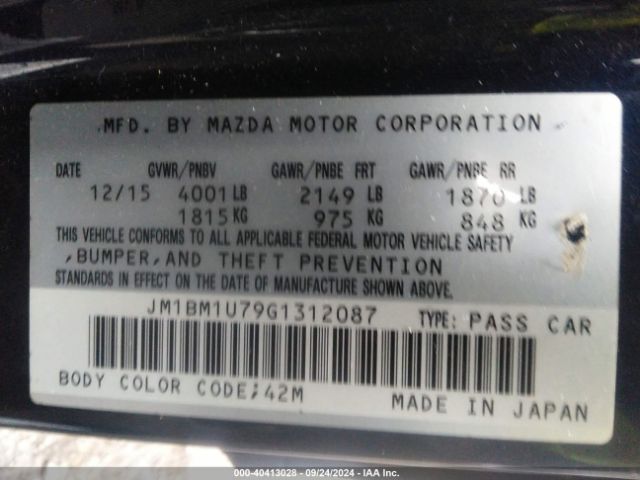 MFD. BY MAZDA MOTOR CORPORATION
DATE GVWR/PNBV GAWR/PNBE FRT GAWR/PNBE RR
12/15 4001 LB 2149 LB 1870 LB
1815 KG 975 KG 848 KG
THIS VEHICLE CONFORMS TO ALL APPLICABLE FEDERAL MOTOR VEHICLE SAFETY
,BUMPER,AND THEFT PREVENTION
STANDARDS IN EFFECT ON THE DATE OF MANUFACTURE SHOWN ABOVE.
JM1BM1U79G1312087 TYPE: PASS CAR
BODY COLOR CODE;42M
MADE IN JAPAN
000-40413028 - 09/24/2024 - IAA Inc.